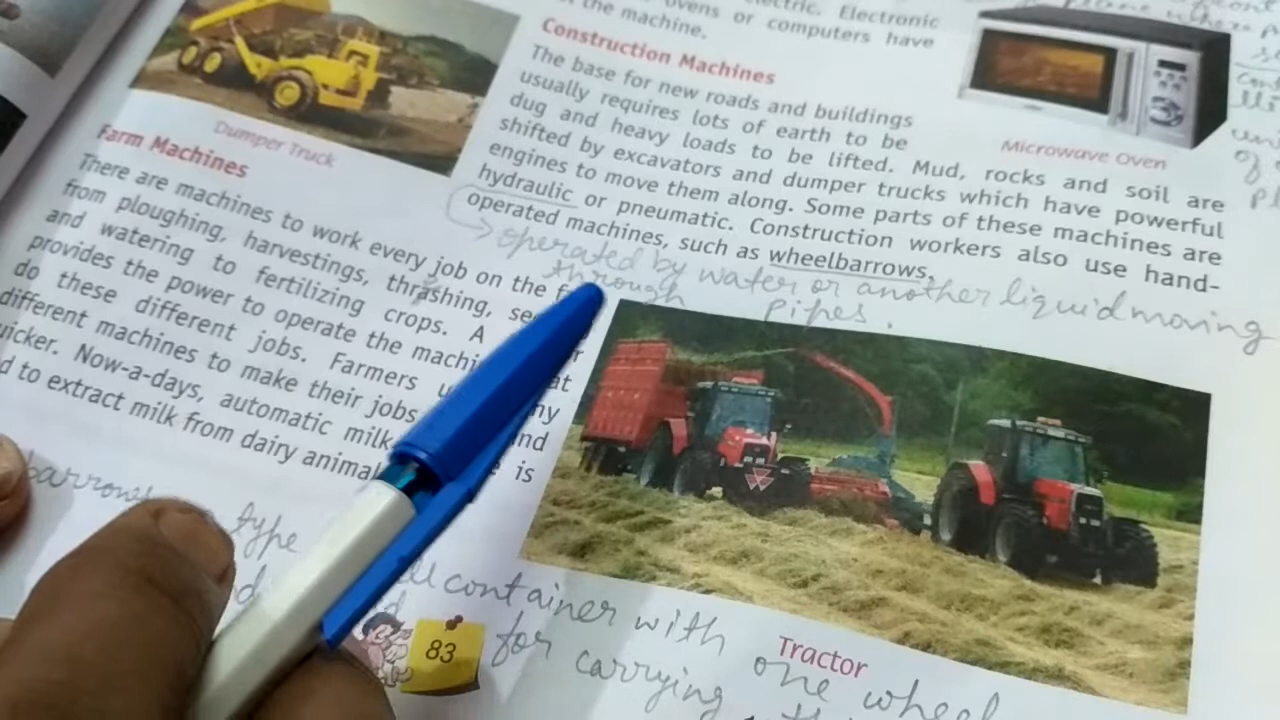 electric. Electronic
ovens or computers have
the machine.
Construction Machines
The base for new roads and buildings
usually requires lots of earth to be
dug and heavy loads to be lifted. Mud, rocks and soil are
shifted by excavators and dumper trucks which have powerful
engines to move them along. Some parts of these machines are
hydraulic or pneumatic. Construction workers also use hand-
operated machines, such as wheelbarrows.
operated by water or another liquid moving
through pipes.
Microwave Oven
Dumper Truck
Farm Machines
There are machines to work every job on the
from ploughing, harvestings, thrashing,
and watering to fertilizing crops. A
provides the power to operate the
do these different jobs. Farmers
different machines to make their jobs
Now-a-days, automatic milk is
to extract milk from dairy
type
container with one wheel
for carrying
Tractor
83